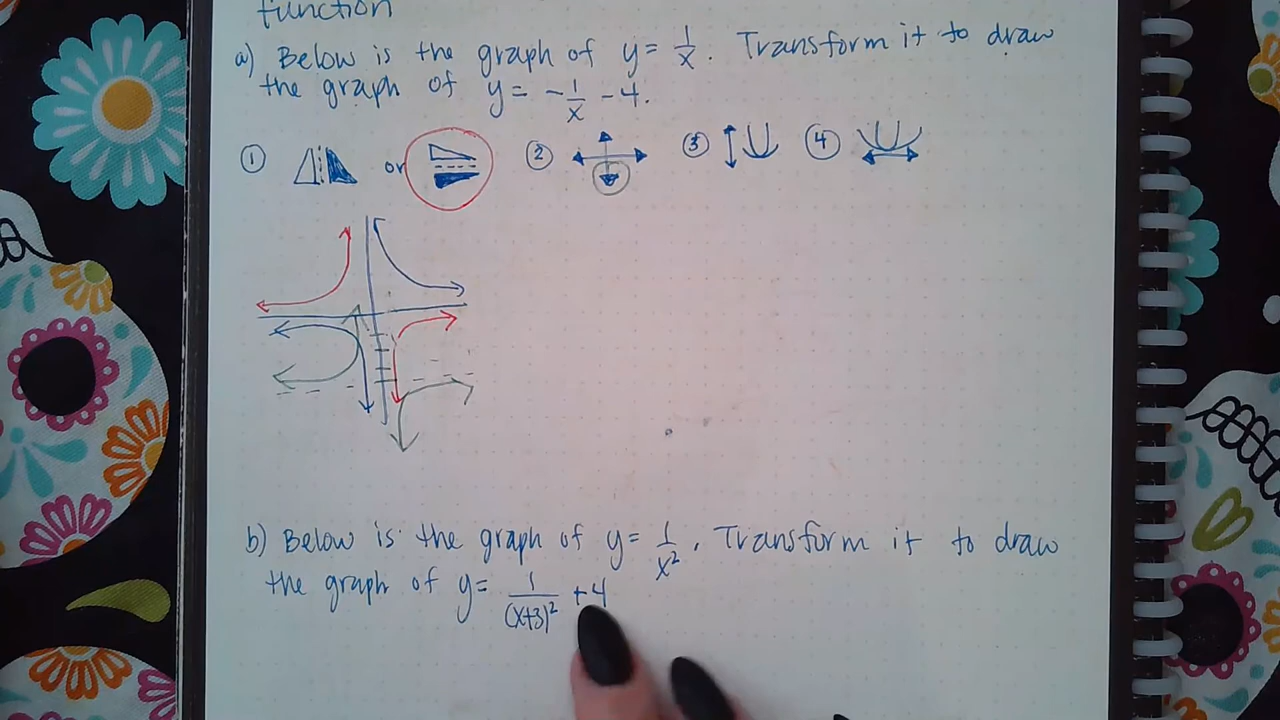 function
a) Below is the graph of y = 1/x. Transform it to draw
the graph of y = -1/x - 4.
① or ② ③ ④
b) Below is the graph of y = 1/x². Transform it to draw
the graph of y = 1/(x+3)² + 4